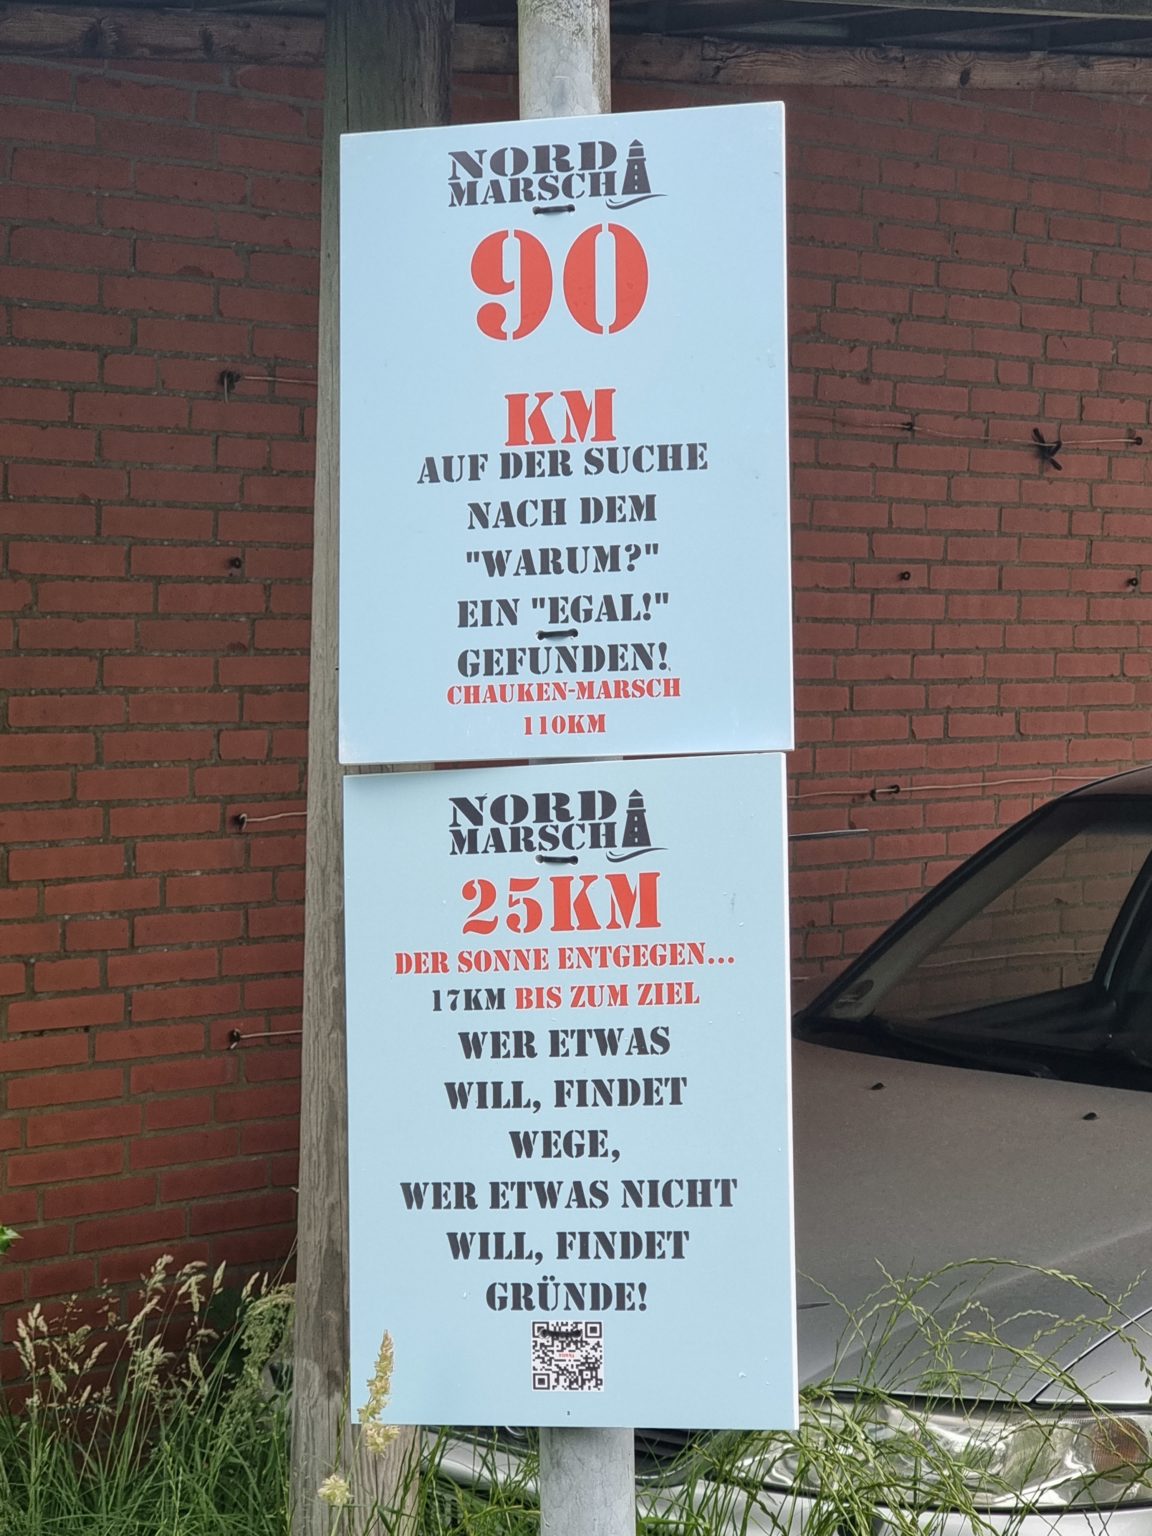 NORD
MARSCH
90
KM
AUF DER SUCHE
NACH DEM
"WARUM?"
EIN "EGAL!"
GEFUNDEN!
CHAUKEN-MARSCH
110KM
NORD
MARSCH
25KM
DER SONNE ENTGEGEN...
17KM BIS ZUM ZIEL
WER ETWAS
WILL, FINDET
WEGE,
WER ETWAS NICHT
WILL, FINDET
GRÜNDE!